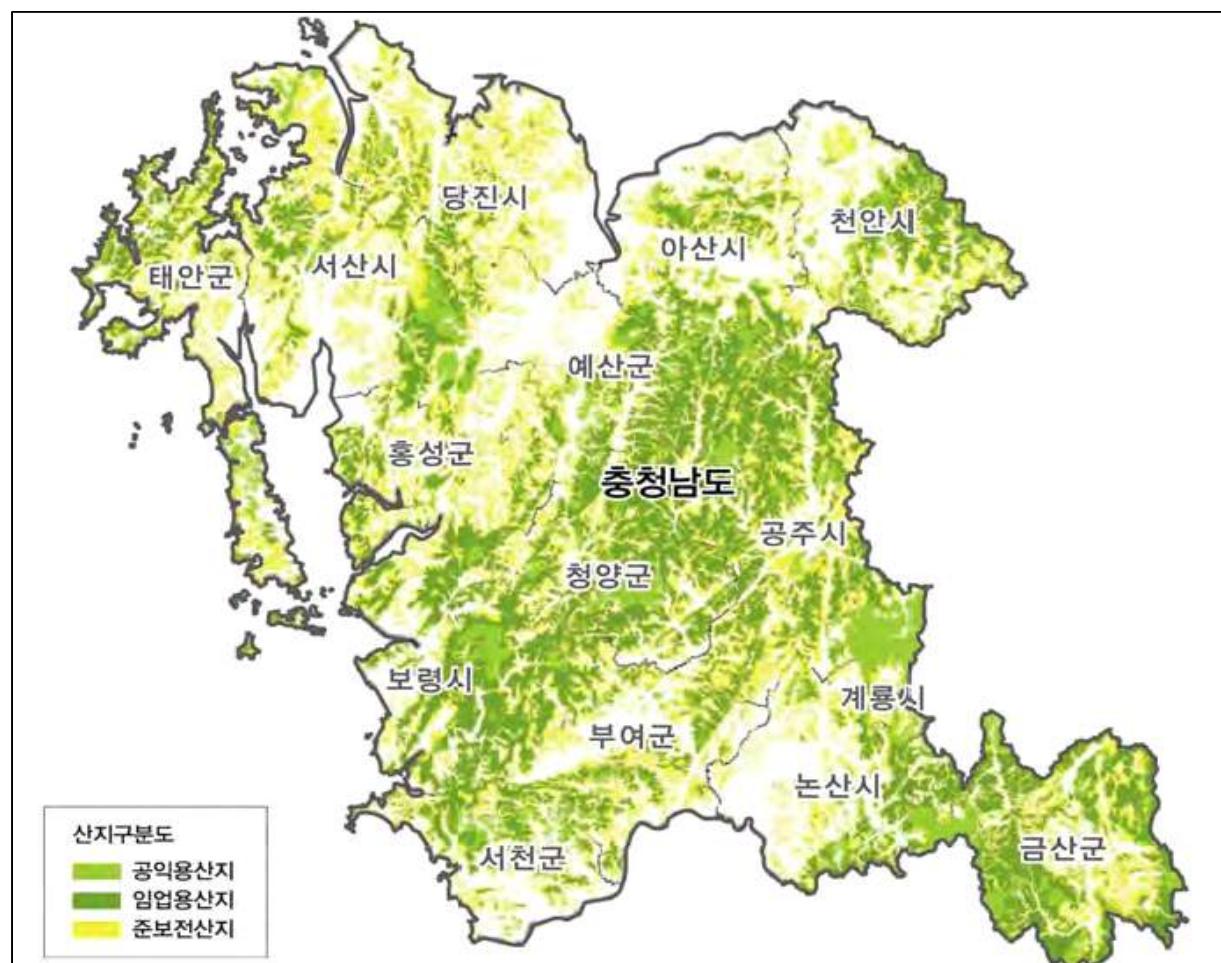 당진시
천안시
아산시
서산시
태안군
예산군
홍성군
충청남도
공주시
청양군
보령시
계룡시
부여군
논산시
서천군
금산군
산지구분도
공익용산지
임업용산지
준보전산지